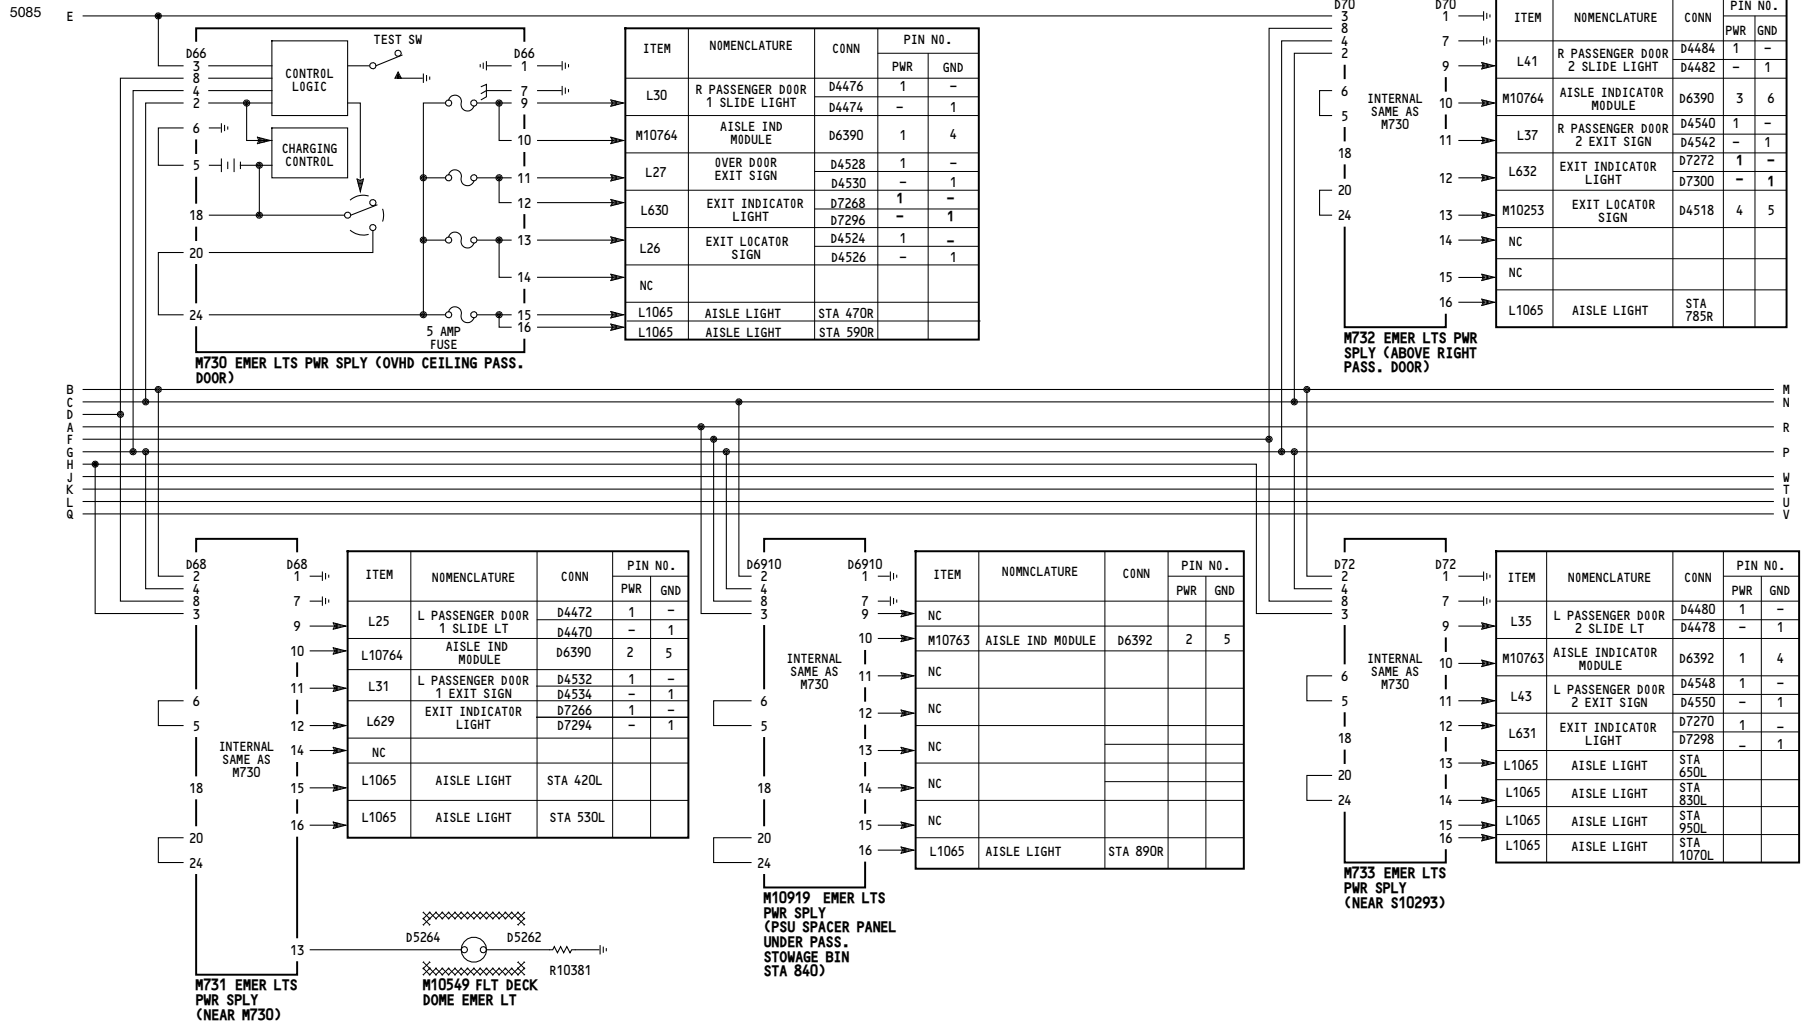 5085
E
D66
D66
TEST SW
CONTROL LOGIC
CHARGING CONTROL
3
8
4
2
6
5
18
20
24
1
7
9
10
11
12
13
14
15
16
5 AMP FUSE
M730 EMER LTS PWR SPLY (OVHD CEILING PASS.
DOOR)
ITEM NOMENCLATURE CONN PIN NO.
PWR GND
L30 R PASSENGER DOOR 1 SLIDE LIGHT D4476 1 –
D4474 – 1
M10764 AISLE IND MODULE D6390 1 4
L27 OVER DOOR EXIT SIGN D4528 1 –
D4530 – 1
L630 EXIT INDICATOR LIGHT D7268 1 –
D7296 – 1
L26 EXIT LOCATOR SIGN D4524 1 –
D4526 – 1
NC
L1065 AISLE LIGHT STA 470R
L1065 AISLE LIGHT STA 590R
D70
D70
3
8
4
2
6
5
18
20
24
INTERNAL
SAME AS
M730
1
7
9
10
11
12
13
14
15
16
M732 EMER LTS PWR
SPLY (ABOVE RIGHT
PASS. DOOR)
ITEM NOMENCLATURE CONN PIN NO.
PWR GND
L41 R PASSENGER DOOR 2 SLIDE LIGHT D4484 1 –
D4482 – 1
M10764 AISLE INDICATOR MODULE D6390 3 6
L37 R PASSENGER DOOR 2 EXIT SIGN D4540 1 –
D4542 – 1
L632 EXIT INDICATOR LIGHT D7272 1 –
D7300 – 1
M10253 EXIT LOCATOR SIGN D4518 4 5
NC
NC
L1065 AISLE LIGHT STA 785R
B M
C N
D
A R
F
G P
H
J W
K T
L U
Q V
D68
D68
2
4
8
3
6
5
18
20
24
INTERNAL
SAME AS
M730
1
7
9
10
11
12
14
15
16
13
M731 EMER LTS
PWR SPLY
(NEAR M730)
ITEM NOMENCLATURE CONN PIN NO.
PWR GND
L25 L PASSENGER DOOR 1 SLIDE LT D4472 1 –
D4470 – 1
L10764 AISLE IND MODULE D6390 2 5
L31 L PASSENGER DOOR 1 EXIT SIGN D4532 1 –
D4534 – 1
L629 EXIT INDICATOR LIGHT D7266 1 –
D7294 – 1
NC
L1065 AISLE LIGHT STA 420L
L1065 AISLE LIGHT STA 530L
D5264 D5262
R10381
M10549 FLT DECK
DOME EMER LT
D6910
D6910
2
4
8
3
6
5
18
20
24
INTERNAL
SAME AS
M730
1
7
9
10
11
12
13
14
15
16
M10919 EMER LTS
PWR SPLY
(PSU SPACER PANEL
UNDER PASS.
STOWAGE BIN
STA 840)
ITEM NOMNCLATURE CONN PIN NO.
PWR GND
NC
M10763 AISLE IND MODULE D6392 2 5
NC
NC
NC
NC
NC
L1065 AISLE LIGHT STA 890R
D72
D72
2
4
8
3
6
5
18
20
24
INTERNAL
SAME AS
M730
1
7
9
10
11
12
13
14
15
16
M733 EMER LTS
PWR SPLY
(NEAR S10293)
ITEM NOMENCLATURE CONN PIN NO.
PWR GND
L35 L PASSENGER DOOR 2 SLIDE LT D4480 1 –
D4478 – 1
M10763 AISLE INDICATOR MODULE D6392 1 4
L43 L PASSENGER DOOR 2 EXIT SIGN D4548 1 –
D4550 – 1
L631 EXIT INDICATOR LIGHT D7270 1 –
D7298 – 1
L1065 AISLE LIGHT STA 650L
L1065 AISLE LIGHT STA 830L
L1065 AISLE LIGHT STA 950L
L1065 AISLE LIGHT STA 1070L